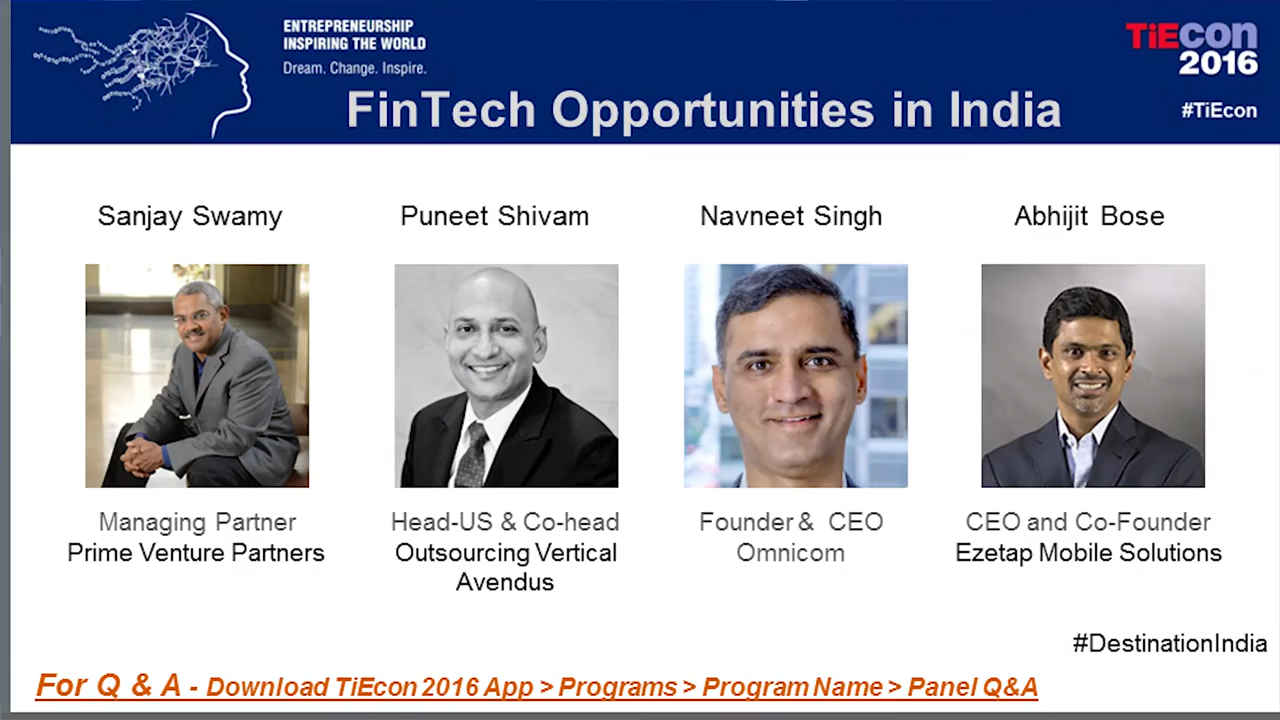 ENTREPRENEURSHIP
INSPIRING THE WORLD
Dream. Change. Inspire.
TiEcon
2016
#TiEcon
FinTech Opportunities in India
Sanjay Swamy
Puneet Shivam
Navneet Singh
Abhijit Bose
Managing Partner
Prime Venture Partners
Head-US & Co-head
Outsourcing Vertical
Avendus
Founder & CEO
Omnicom
CEO and Co-Founder
Ezetap Mobile Solutions
#DestinationIndia
For Q & A - Download TiEcon 2016 App > Programs > Program Name > Panel Q&A